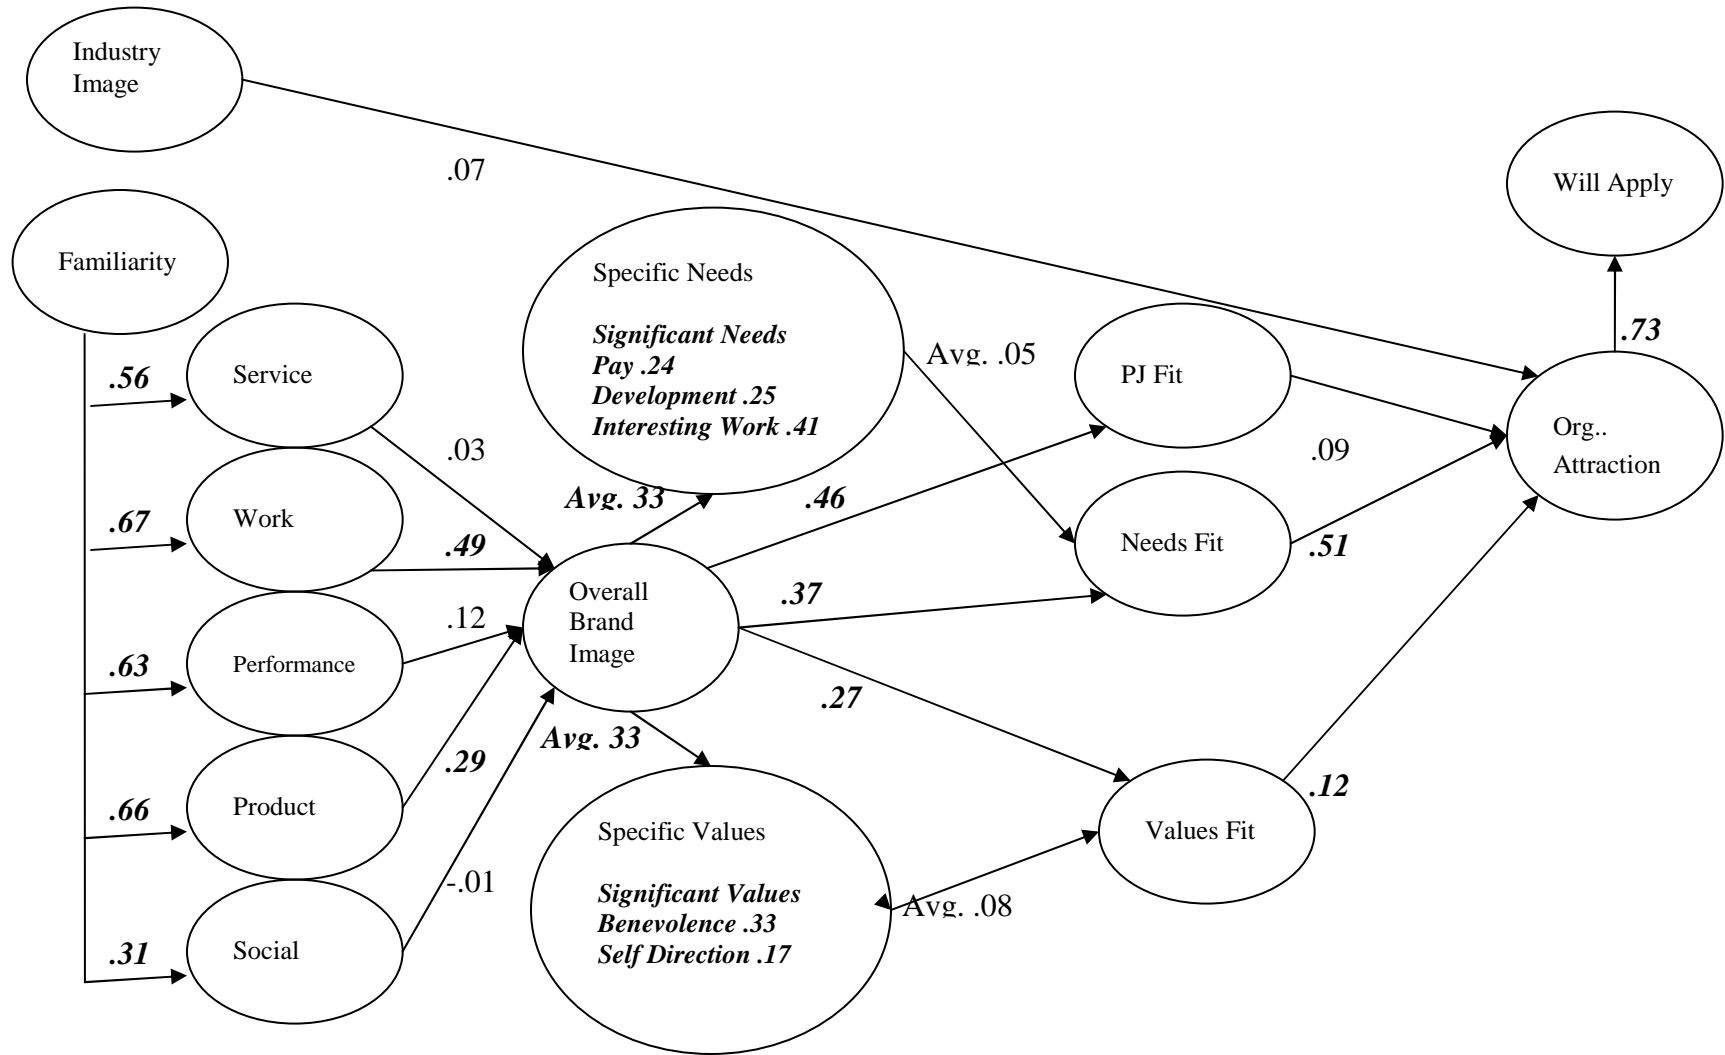 Industry
Image
.07
Will Apply
Familiarity
Specific Needs
Significant Needs
Pay .24
Development .25
Interesting Work .41
Avg. .05
.73
.56
Service
PJ Fit
Org..
Attraction
.03
.09
Avg. 33
.46
.67
Work
.49
Needs Fit
.51
Overall
Brand
Image
.37
.12
.63
Performance
.27
Avg. 33
.29
.66
Product
.12
Specific Values
Values Fit
Significant Values
Benevolence .33
Self Direction .17
-.01
Avg. .08
.31
Social